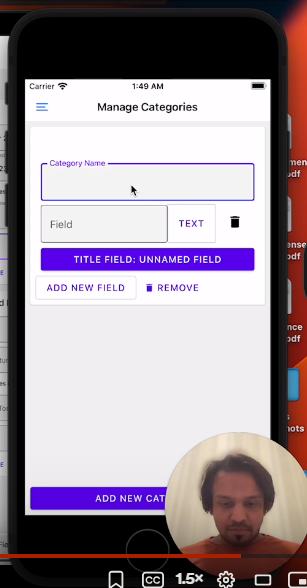 Carrier 1:49 AM
Manage Categories
Category Name
Field TEXT
TITLE FIELD: UNNAMED FIELD
ADD NEW FIELD REMOVE
ADD NEW
CC 1.5×